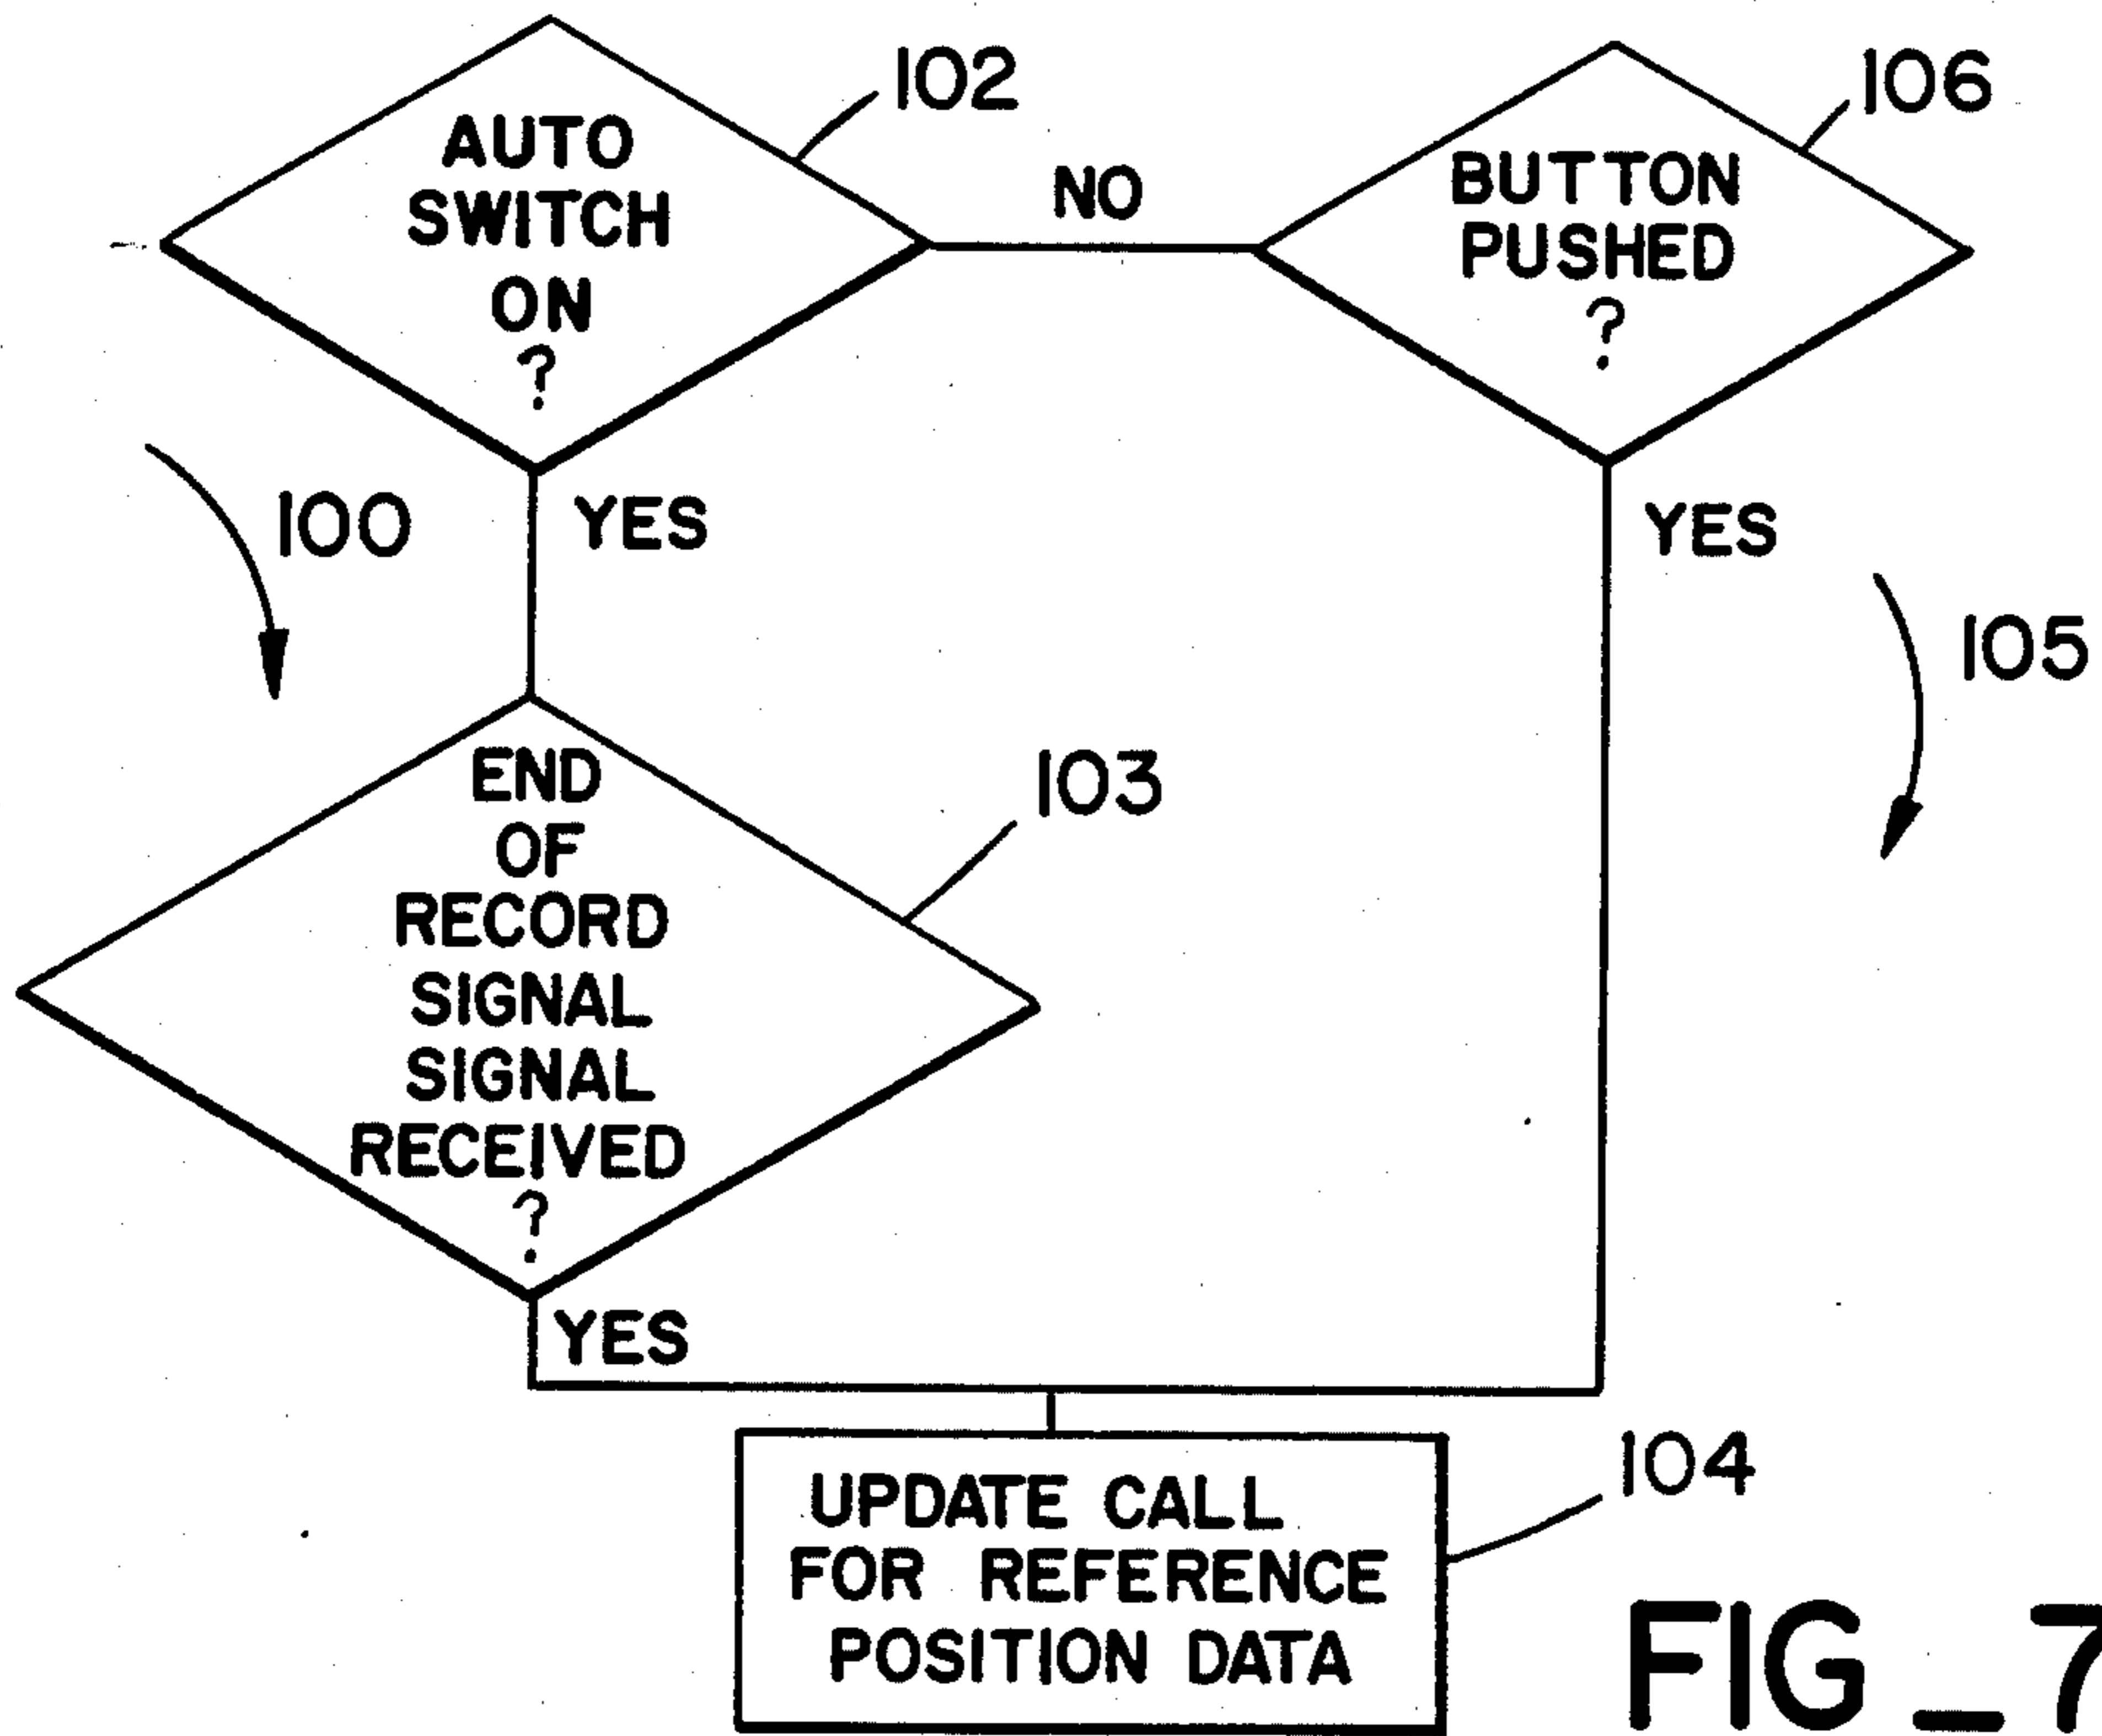 102
AUTO
SWITCH
ON
?
NO
106
BUTTON
PUSHED
?
100
YES
YES
105
END
OF
RECORD
SIGNAL
SIGNAL
RECEIVED
?
103
YES
UPDATE CALL
FOR REFERENCE
POSITION DATA
104
FIG_7